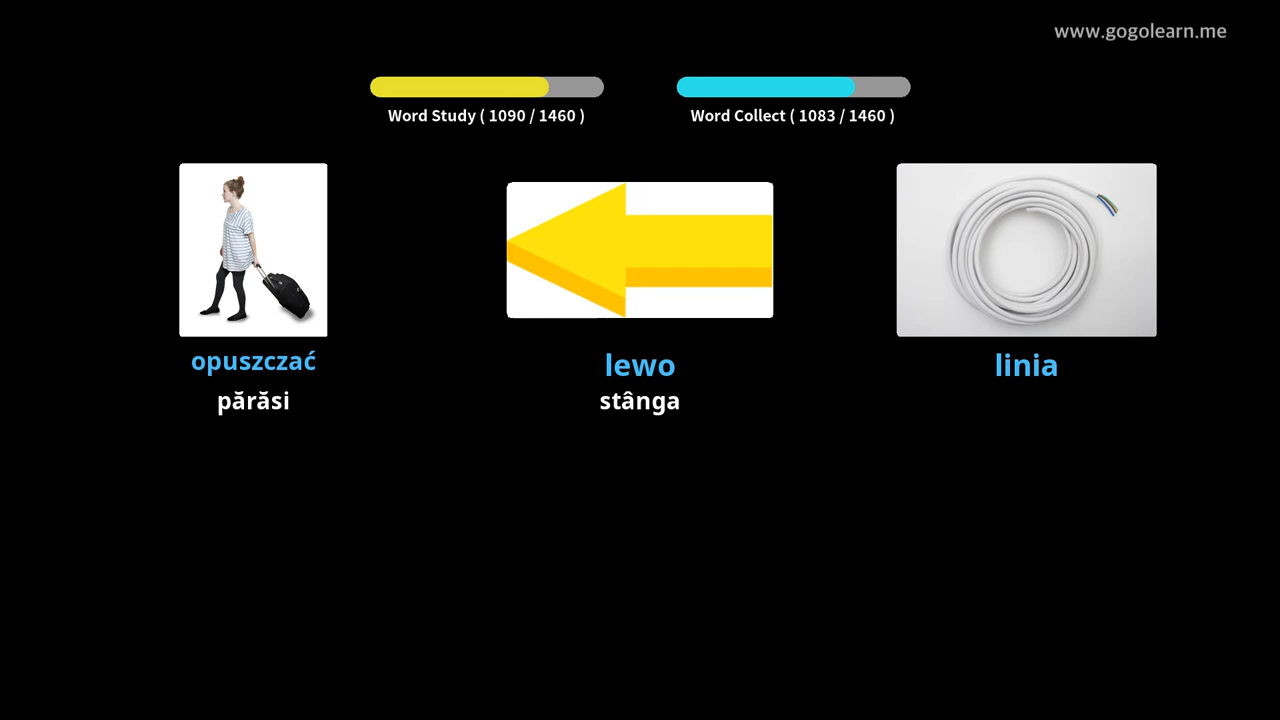 www.gogolearn.me
Word Study ( 1090 / 1460 )
Word Collect ( 1083 / 1460 )
opuszczać
părăsi
lewo
stânga
linia